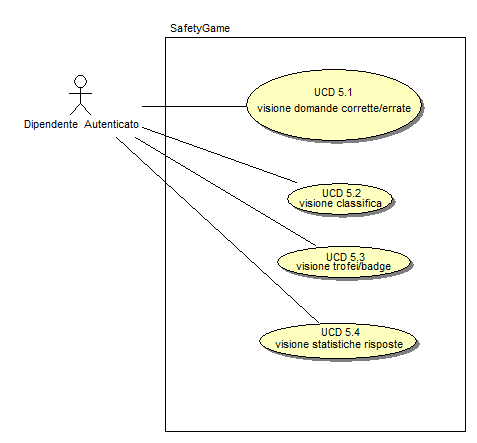 SafetyGame
Dipendente Autenticato
UCD 5.1
visione domande corrette/errate
UCD 5.2
visione classifica
UCD 5.3
visione trofei/badge
UCD 5.4
visione statistiche risposte